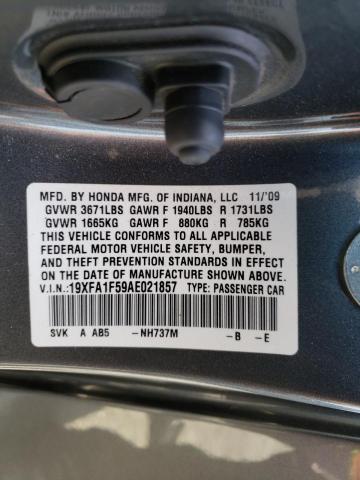 MFD. BY HONDA MFG. OF INDIANA, LLC 11/'09
GVWR 3671LBS GAWR F 1940LBS R 1731LBS
GVWR 1665KG GAWR F 880KG R 785KG
THIS VEHICLE CONFORMS TO ALL APPLICABLE
FEDERAL MOTOR VEHICLE SAFETY, BUMPER,
AND THEFT PREVENTION STANDARDS IN EFFECT
ON THE DATE OF MANUFACTURE SHOWN ABOVE.
V.I.N.:19XFA1F59AE021857 TYPE: PASSENGER CAR
SVK A AB5 -NH737M -B -E